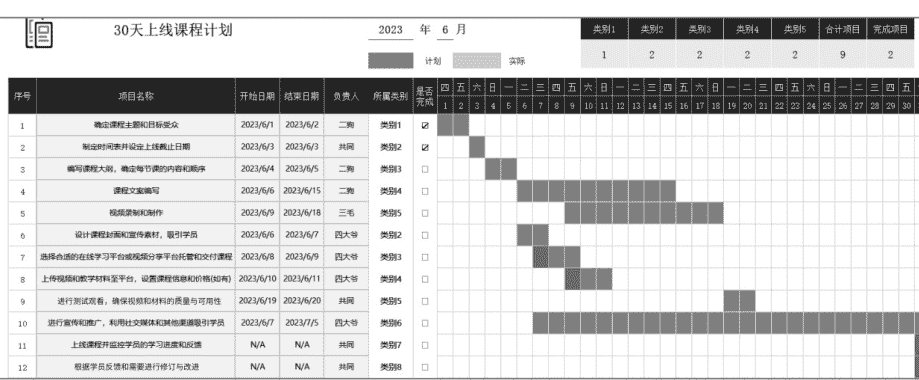 30天上线课程计划
2023 年 6 月
计划 实际
类别1 类别2 类别3 类别4 类别5 合计项目 完成项目
1 2 2 2 2 9 2
序号 项目名称 开始日期 结束日期 负责人 所属类别 是否完成 四 五 六 日 一 二 三 四 五 六 日 一 二 三 四 五 六 日 一 二 三 四 五 六 日 一 二 三 四 五
1 2 3 4 5 6 7 8 9 10 11 12 13 14 15 16 17 18 19 20 21 22 23 24 25 26 27 28 29 30
1 确定课程主题和目标受众 2023/6/1 2023/6/2 二狗 类别1
2 制定时间表并设定上线截止日期 2023/6/3 2023/6/3 共同 类别2
3 编写课程大纲，确定每节课的内容和顺序 2023/6/4 2023/6/5 二狗 类别3
4 课程文案编写 2023/6/6 2023/6/15 二狗 类别4
5 视频录制和制作 2023/6/9 2023/6/18 三毛 类别5
6 设计课程封面和宣传素材，吸引学员 2023/6/6 2023/6/7 四大爷 类别2
7 选择合适的在线学习平台或视频分享平台托管和交付课程 2023/6/8 2023/6/9 四大爷 类别3
8 上传视频和教学材料至平台，设置课程信息和价格(如有) 2023/6/10 2023/6/11 四大爷 类别4
9 进行测试观看，确保视频和材料的质量与可用性 2023/6/19 2023/6/20 共同 类别5
10 进行宣传和推广，利用社交媒体和其他渠道吸引学员 2023/6/7 2023/7/5 四大爷 类别6
11 上线课程并监控学员的学习进度和反馈 N/A N/A 共同 类别7
12 根据学员反馈和需要进行修订与改进 N/A N/A 共同 类别8